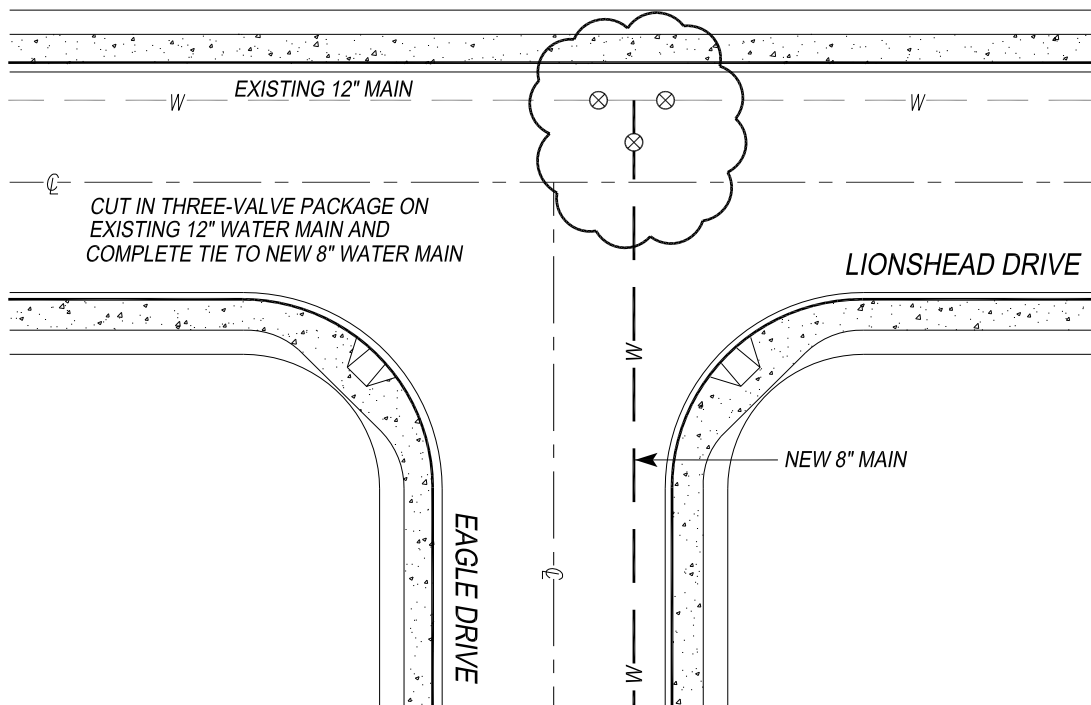 EXISTING 12" MAIN
W
W
℄
CUT IN THREE-VALVE PACKAGE ON
EXISTING 12" WATER MAIN AND
COMPLETE TIE TO NEW 8" WATER MAIN
LIONSHEAD DRIVE
W
NEW 8" MAIN
EAGLE DRIVE
℄
W